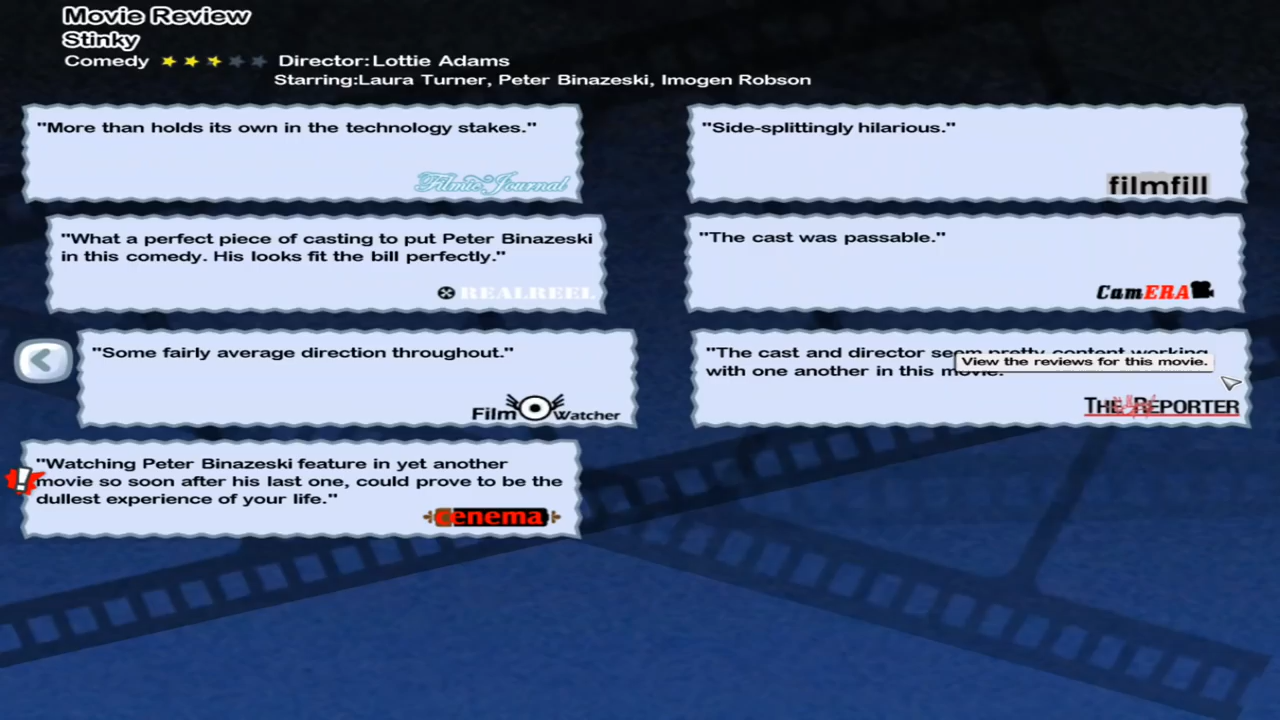 Movie Review
Stinky
Comedy
Director:Lottie Adams
Starring:Laura Turner, Peter Binazeski, Imogen Robson
"More than holds its own in the technology stakes."
Filmic Journal
"Side-splittingly hilarious."
filmfill
"What a perfect piece of casting to put Peter Binazeski
in this comedy. His looks fit the bill perfectly."
REALREEL
"The cast was passable."
CamERA
"Some fairly average direction throughout."
Film Watcher
"The cast and director seem pretty content working
with one another in this movie."
View the reviews for this movie.
THE REPORTER
"Watching Peter Binazeski feature in yet another
movie so soon after his last one, could prove to be the
dullest experience of your life."
cenema